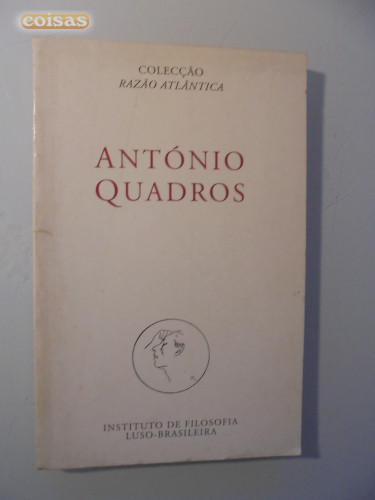 coisas
COLECÇÃO
RAZÃO ATLÂNTICA
ANTÓNIO
QUADROS
INSTITUTO DE FILOSOFIA
LUSO-BRASILEIRA